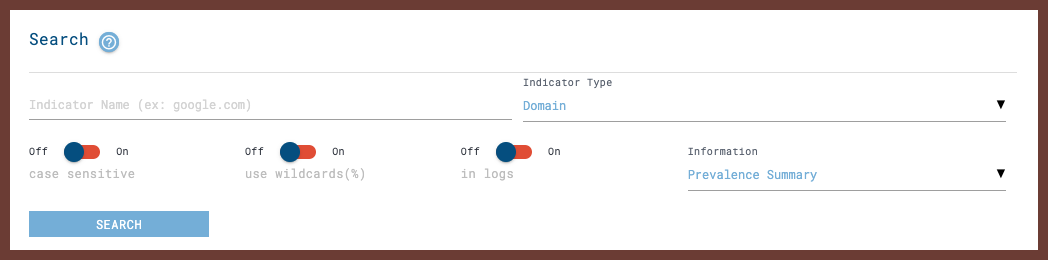 Search ?
Indicator Type
Indicator Name (ex: google.com)
Domain
Off On Off On Off On Information
case sensitive use wildcards(%) in logs Prevalence Summary
SEARCH